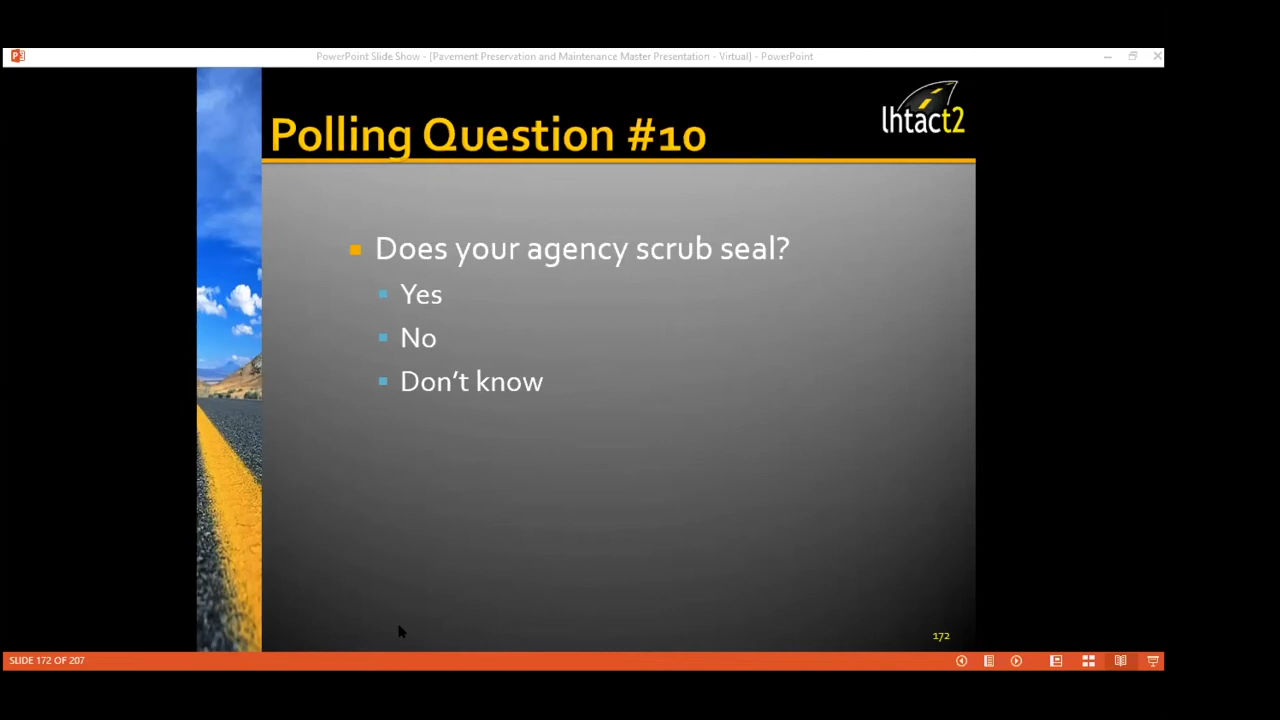 PowerPoint Slide Show - [Pavement Preservation and Maintenance Master Presentation - Virtual] - PowerPoint
lhtact2
Polling Question #10
Does your agency scrub seal?
Yes
No
Don't know
172
SLIDE 172 OF 207